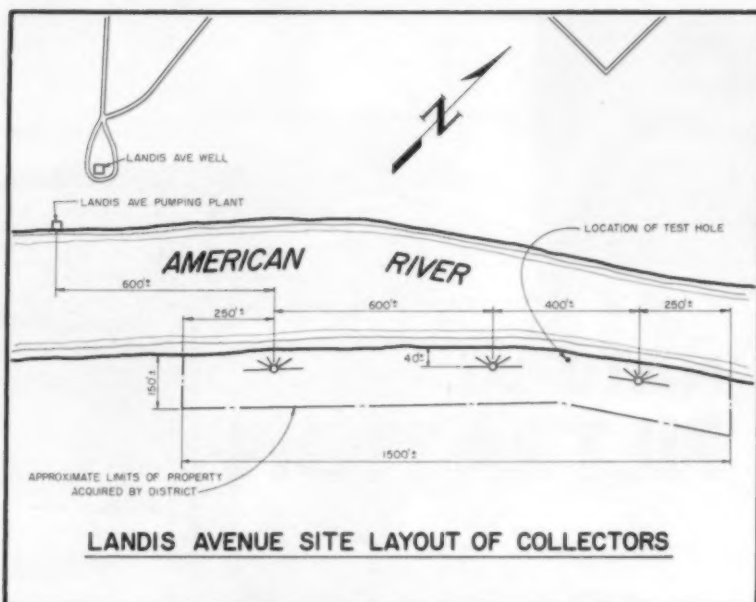 N
LANDIS AVE WELL
LANDIS AVE PUMPING PLANT
LOCATION OF TEST HOLE
AMERICAN RIVER
600'±
250'±
600'±
400'±
250'±
40'±
150'±
1500'±
APPROXIMATE LIMITS OF PROPERTY
ACQUIRED BY DISTRICT
LANDIS AVENUE SITE LAYOUT OF COLLECTORS